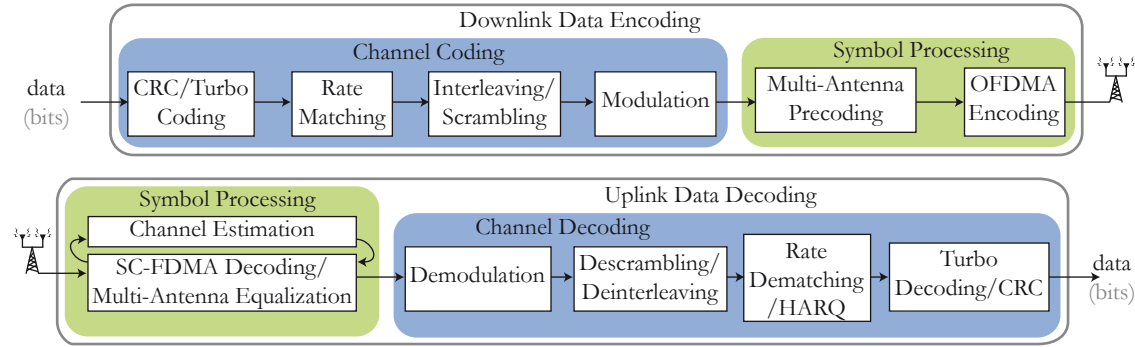 Downlink Data Encoding
Channel Coding
Symbol Processing
data
(bits)
CRC/Turbo
Coding
Rate
Matching
Interleaving/
Scrambling
Modulation
Multi-Antenna
Precoding
OFDMA
Encoding
Uplink Data Decoding
Symbol Processing
Channel Estimation
SC-FDMA Decoding/
Multi-Antenna Equalization
Channel Decoding
Demodulation
Descrambling/
Deinterleaving
Rate
Dematching
/HARQ
Turbo
Decoding/CRC
data
(bits)